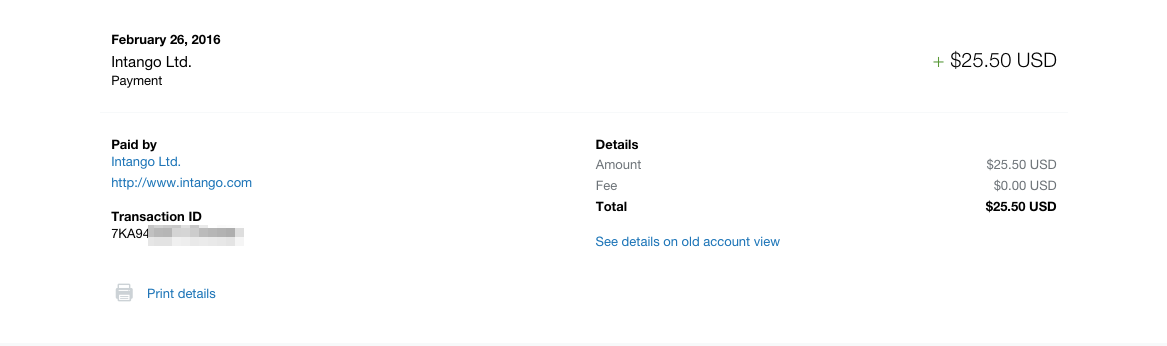 February 26, 2016
Intango Ltd.
+ $25.50 USD
Payment
Paid by
Intango Ltd.
http://www.intango.com
Transaction ID
7KA94
Print details
Details
Amount $25.50 USD
Fee $0.00 USD
Total $25.50 USD
See details on old account view